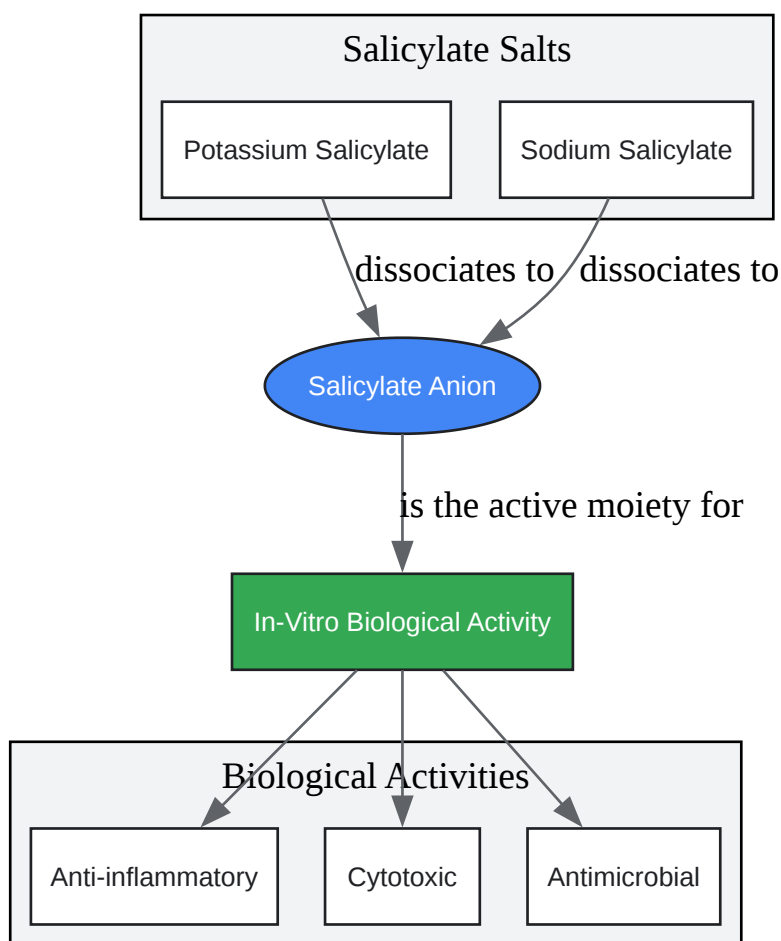 Salicylate Salts
Potassium Salicylate
Sodium Salicylate
dissociates to
dissociates to
Salicylate Anion
is the active moiety for
In-Vitro Biological Activity
Biological Activities
Anti-inflammatory
Cytotoxic
Antimicrobial